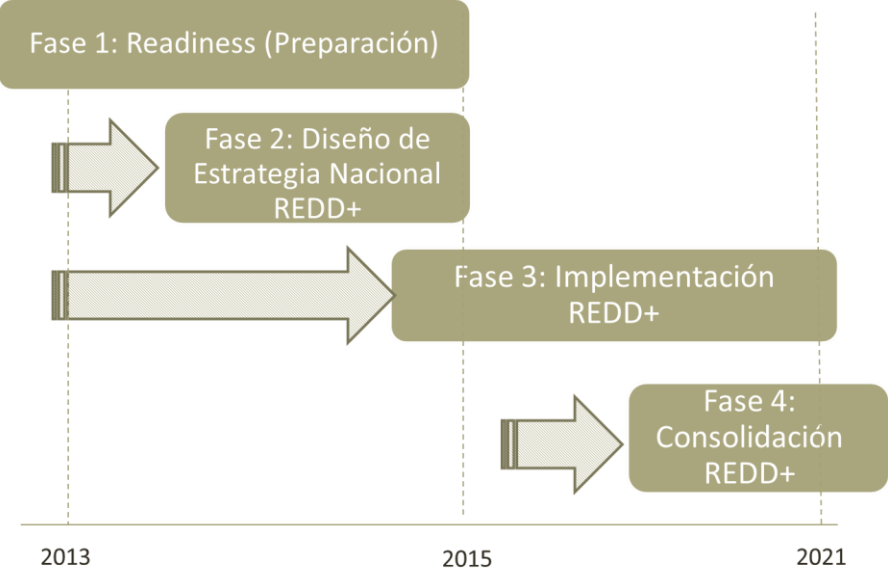 Fase 1: Readiness (Preparación)
Fase 2: Diseño de
Estrategia Nacional
REDD+
Fase 3: Implementación
REDD+
Fase 4:
Consolidación
REDD+
2013
2015
2021